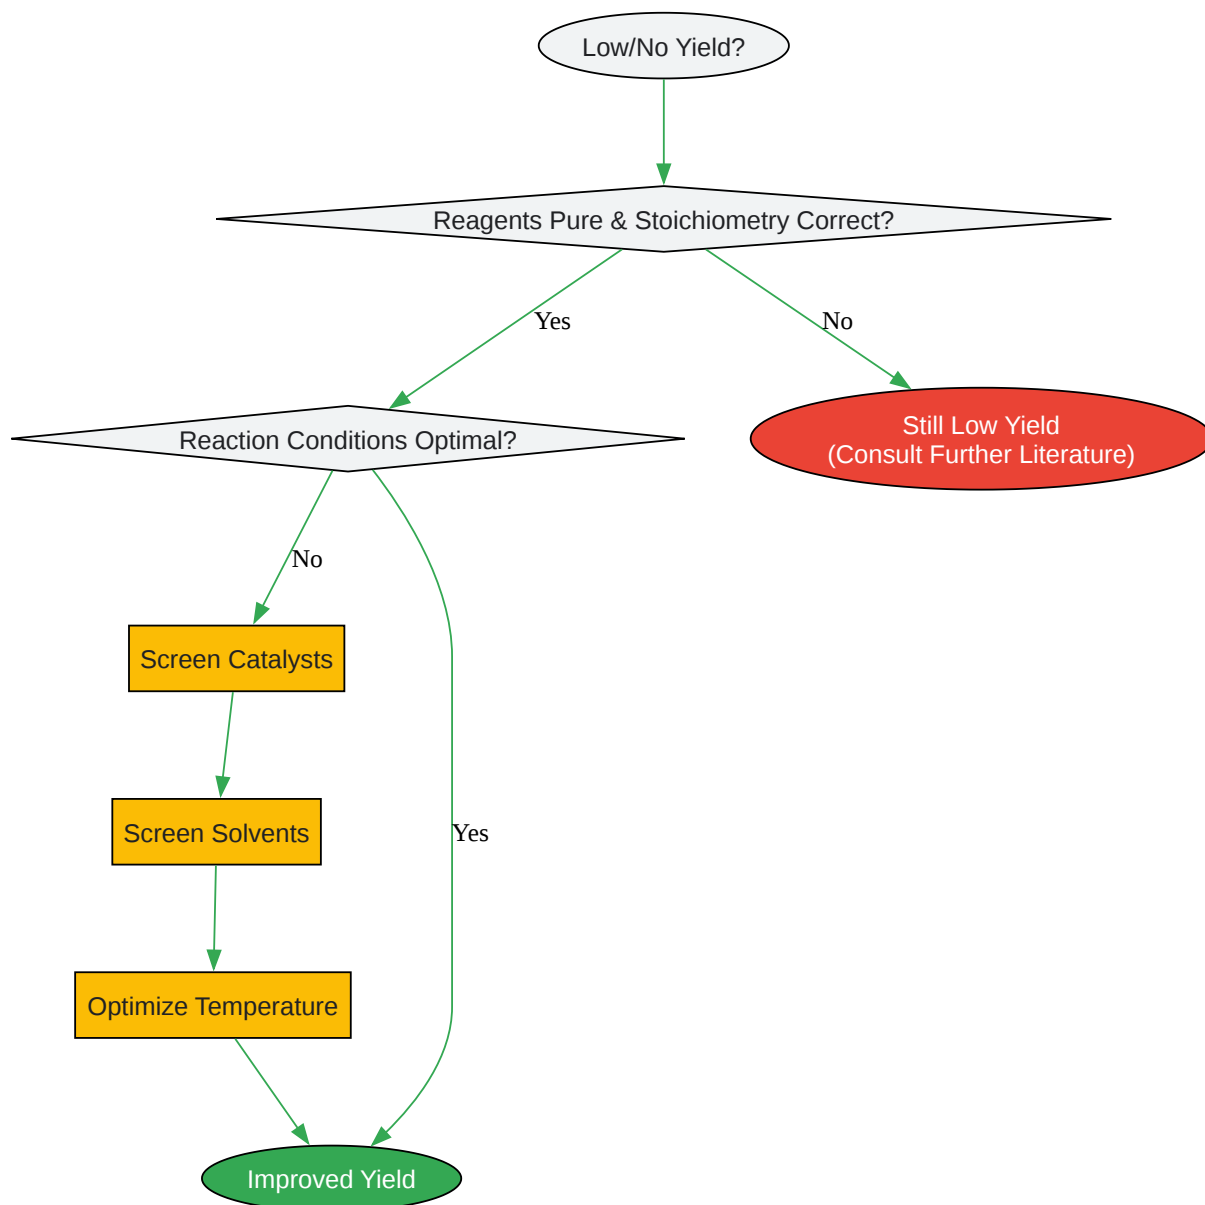 Low/No Yield?
Reagents Pure & Stoichiometry Correct?
Yes
No
Reaction Conditions Optimal?
Still Low Yield
(Consult Further Literature)
No
Screen Catalysts
Screen Solvents
Yes
Optimize Temperature
Improved Yield